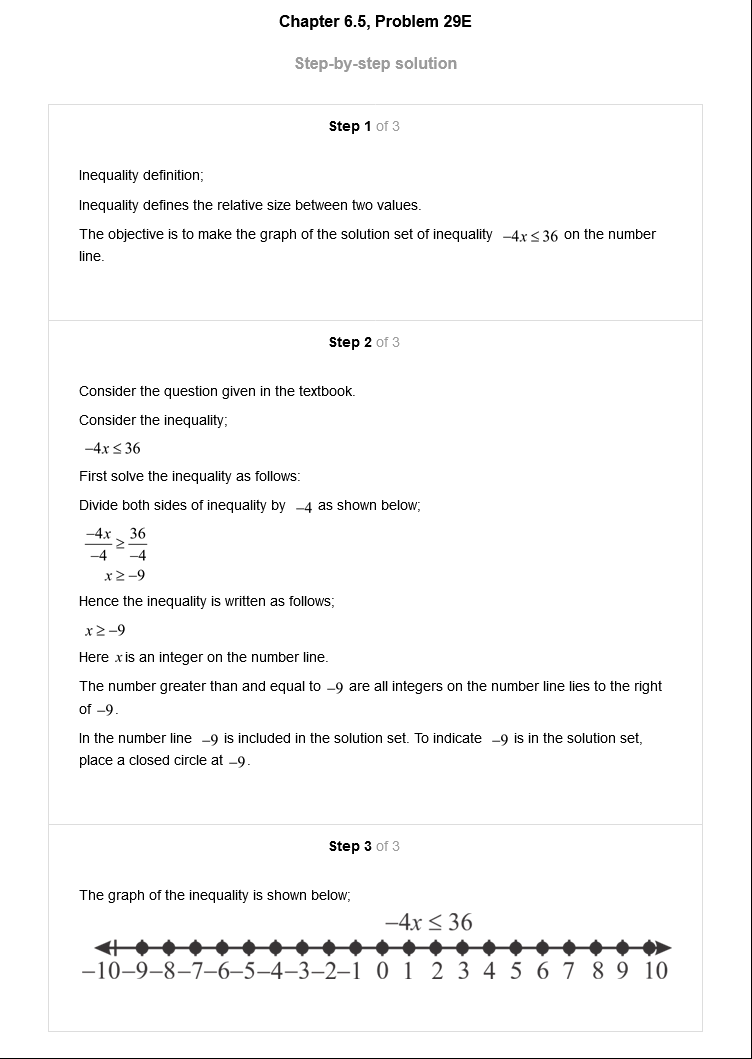 Chapter 6.5, Problem 29E
Step-by-step solution
Step 1 of 3
Inequality definition;
Inequality defines the relative size between two values.
The objective is to make the graph of the solution set of inequality −4x ≤ 36 on the number
line.
Step 2 of 3
Consider the question given in the textbook.
Consider the inequality;
−4x ≤ 36
First solve the inequality as follows:
Divide both sides of inequality by −4 as shown below;
−4x/−4 ≥ 36/−4
x ≥ −9
Hence the inequality is written as follows;
x ≥ −9
Here x is an integer on the number line.
The number greater than and equal to −9 are all integers on the number line lies to the right
of −9.
In the number line −9 is included in the solution set. To indicate −9 is in the solution set,
place a closed circle at −9.
Step 3 of 3
The graph of the inequality is shown below;
−4x ≤ 36
−10 −9 −8 −7 −6 −5 −4 −3 −2 −1 0 1 2 3 4 5 6 7 8 9 10